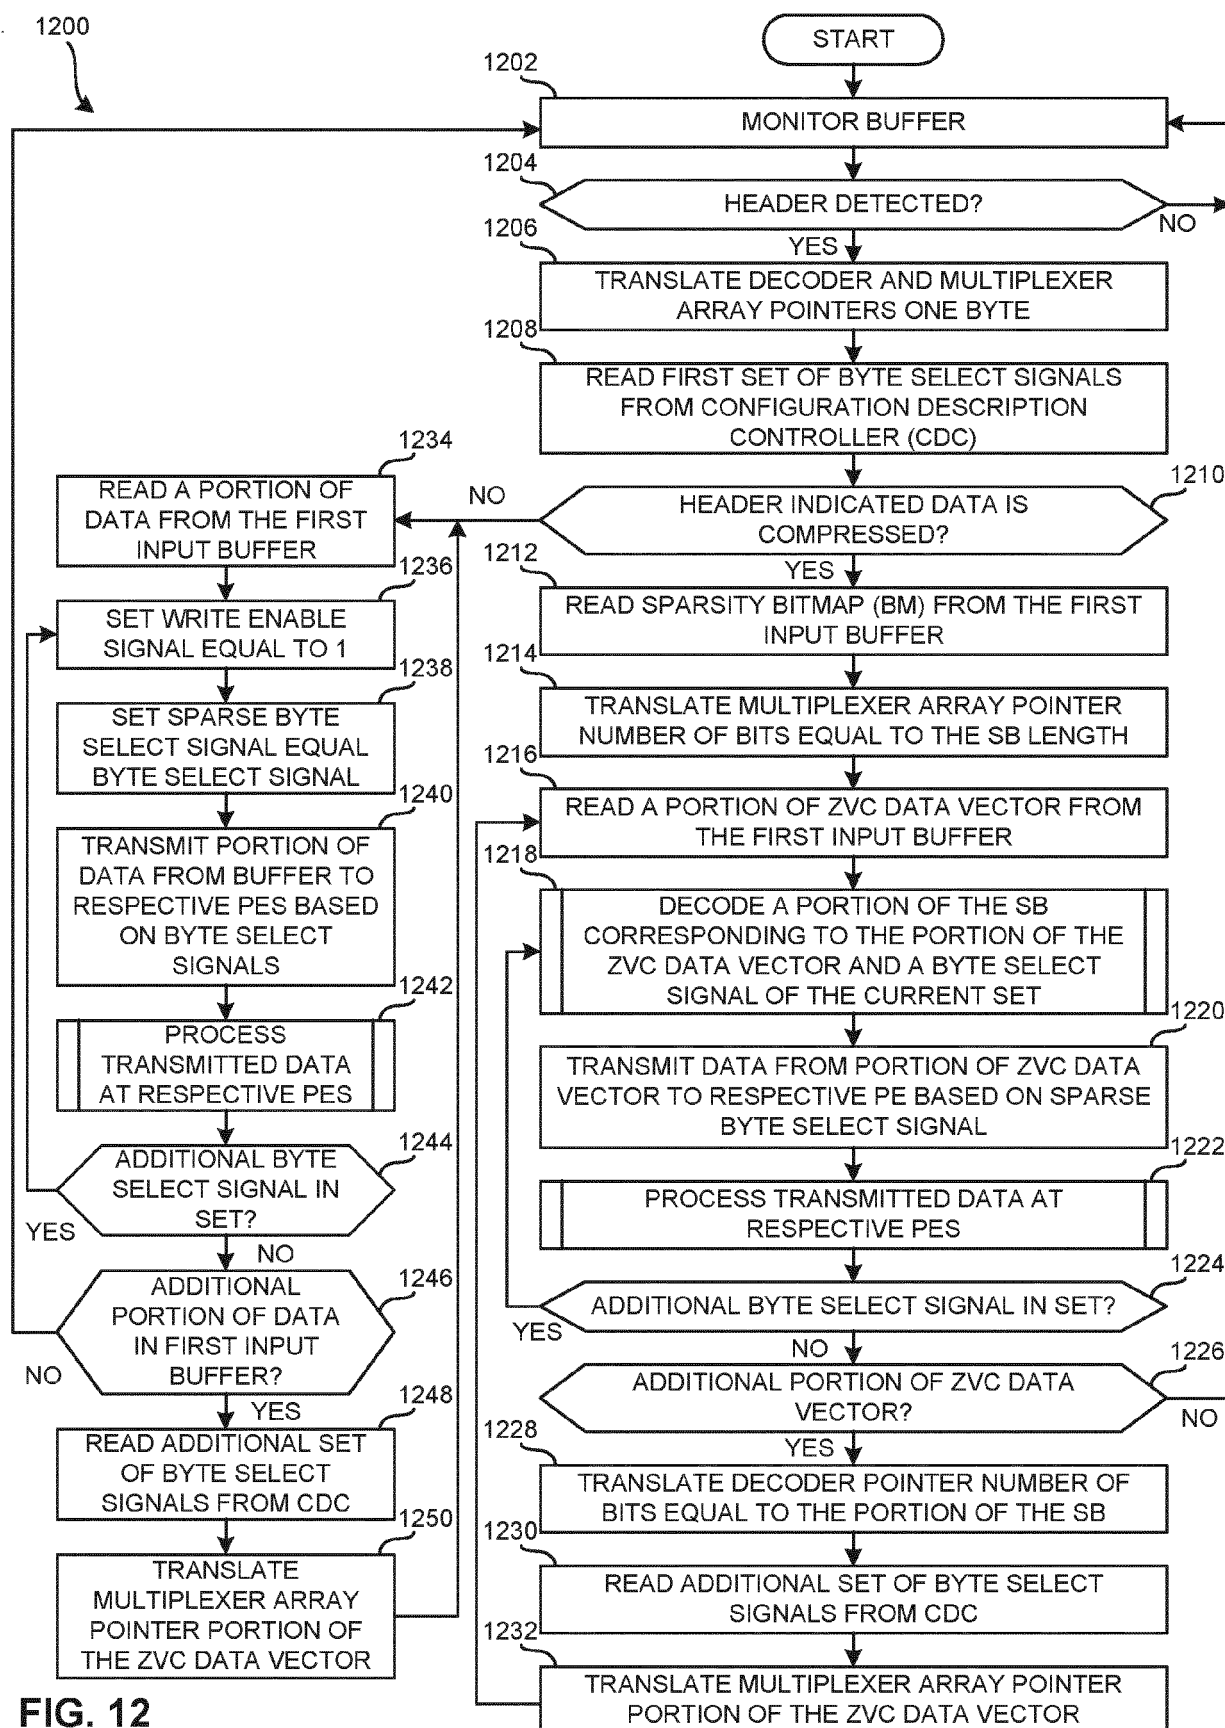 1200
START
1202
MONITOR BUFFER
1204
HEADER DETECTED?
NO
1206
YES
TRANSLATE DECODER AND MULTIPLEXER
ARRAY POINTERS ONE BYTE
1208
READ FIRST SET OF BYTE SELECT SIGNALS
FROM CONFIGURATION DESCRIPTION
CONTROLLER (CDC)
1210
HEADER INDICATED DATA IS
COMPRESSED?
NO
1212
YES
READ SPARSITY BITMAP (BM) FROM THE FIRST
INPUT BUFFER
1214
TRANSLATE MULTIPLEXER ARRAY POINTER
NUMBER OF BITS EQUAL TO THE SB LENGTH
1216
READ A PORTION OF ZVC DATA VECTOR FROM
THE FIRST INPUT BUFFER
1218
DECODE A PORTION OF THE SB
CORRESPONDING TO THE PORTION OF THE
ZVC DATA VECTOR AND A BYTE SELECT
SIGNAL OF THE CURRENT SET
1220
TRANSMIT DATA FROM PORTION OF ZVC DATA
VECTOR TO RESPECTIVE PE BASED ON SPARSE
BYTE SELECT SIGNAL
1222
PROCESS TRANSMITTED DATA AT
RESPECTIVE PES
1224
ADDITIONAL BYTE SELECT SIGNAL IN SET?
YES
NO
1226
ADDITIONAL PORTION OF ZVC DATA
VECTOR?
NO
1228
YES
TRANSLATE DECODER POINTER NUMBER OF
BITS EQUAL TO THE PORTION OF THE SB
1230
READ ADDITIONAL SET OF BYTE SELECT
SIGNALS FROM CDC
1232
TRANSLATE MULTIPLEXER ARRAY POINTER
PORTION OF THE ZVC DATA VECTOR
1234
READ A PORTION OF
DATA FROM THE FIRST
INPUT BUFFER
1236
SET WRITE ENABLE
SIGNAL EQUAL TO 1
1238
SET SPARSE BYTE
SELECT SIGNAL EQUAL
BYTE SELECT SIGNAL
1240
TRANSMIT PORTION OF
DATA FROM BUFFER TO
RESPECTIVE PES BASED
ON BYTE SELECT
SIGNALS
1242
PROCESS
TRANSMITTED DATA
AT RESPECTIVE PES
1244
ADDITIONAL BYTE
SELECT SIGNAL IN
SET?
YES
NO
1246
ADDITIONAL
PORTION OF DATA
IN FIRST INPUT
BUFFER?
NO
YES
1248
READ ADDITIONAL SET
OF BYTE SELECT
SIGNALS FROM CDC
1250
TRANSLATE
MULTIPLEXER ARRAY
POINTER PORTION OF
THE ZVC DATA VECTOR
FIG. 12